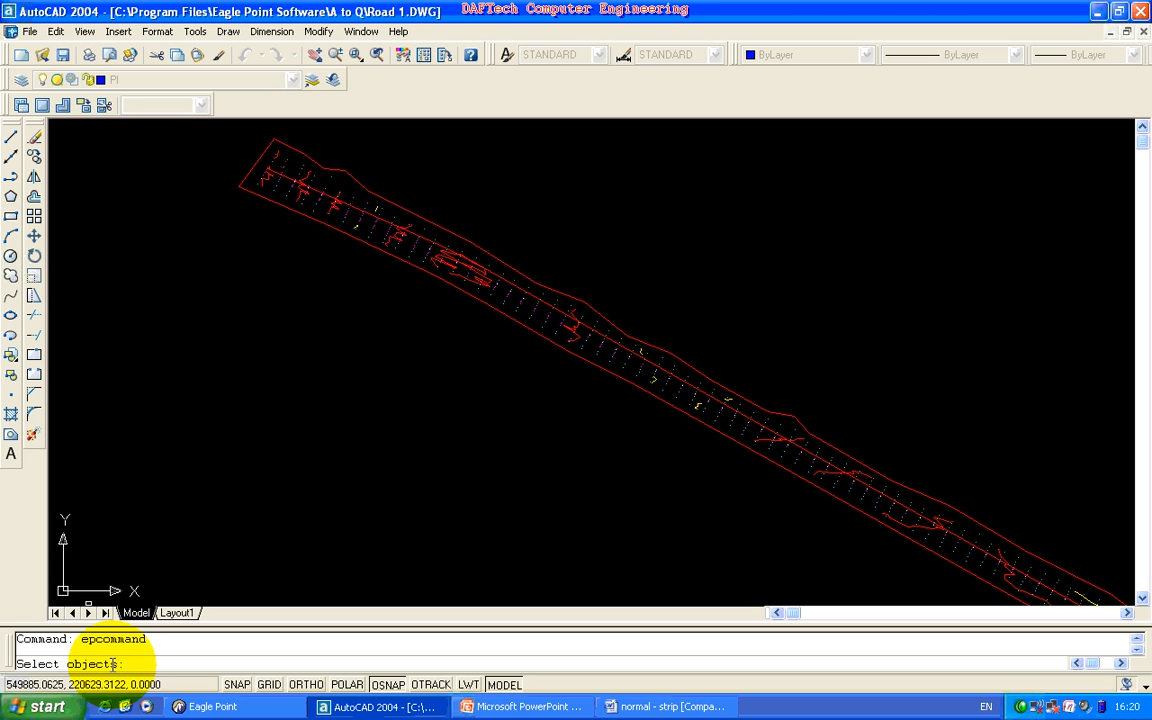 AutoCAD 2004 - [C:\Program Files\Eagle Point Software\A to Q\Road 1.DWG]
DAFTech Computer Engineering
File Edit View Insert Format Tools Draw Dimension Modify Window Help
STANDARD STANDARD ByLayer ByLayer ByLayer
PI
A
Y
X
Model Layout1
Command: epcommand
Select objects:
549885.0625, 220629.3122, 0.0000 SNAP GRID ORTHO POLAR OSNAP OTRACK LWT MODEL
start Eagle Point AutoCAD 2004 - [C:\... Microsoft PowerPoint ... normal - strip [Compa... EN 16:20